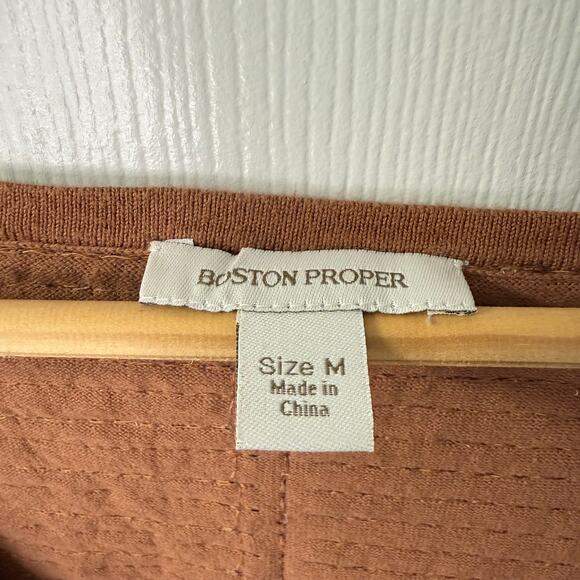 BOSTON PROPER
Size M
Made in
China